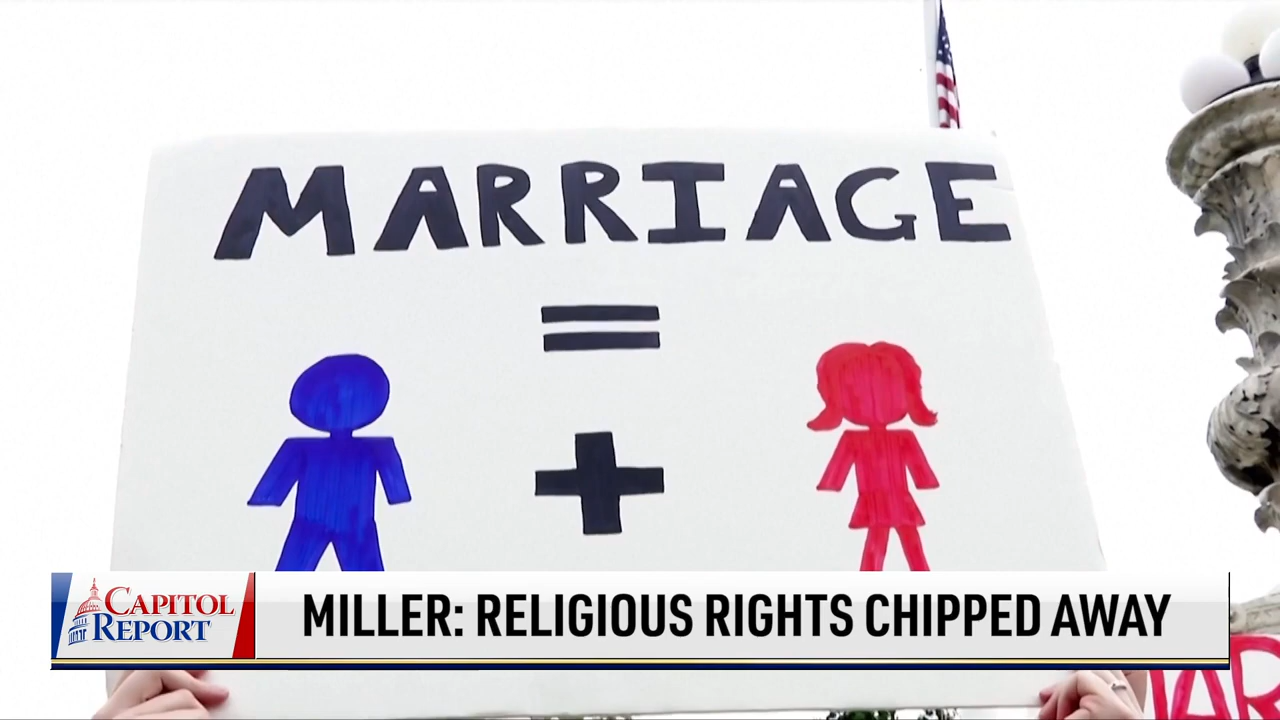 MARRIAGE
=
+
CAPITOL
REPORT
MILLER: RELIGIOUS RIGHTS CHIPPED AWAY